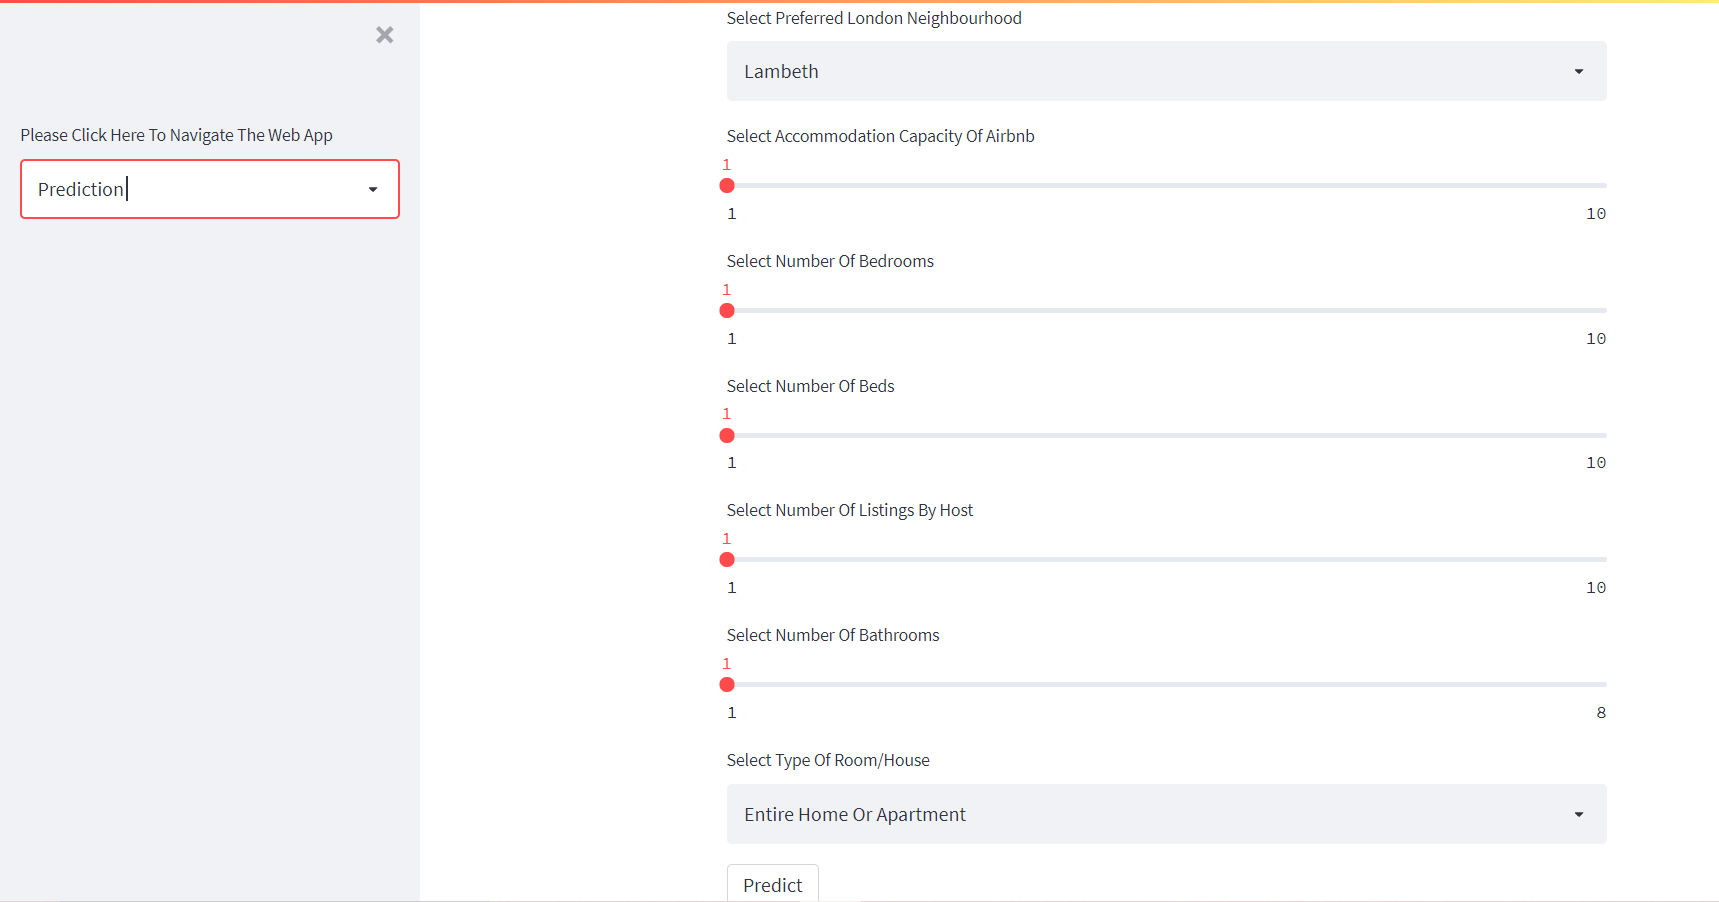 Please Click Here To Navigate The Web App
Prediction
Select Preferred London Neighbourhood
Lambeth
Select Accommodation Capacity Of Airbnb
1
1 10
Select Number Of Bedrooms
1
1 10
Select Number Of Beds
1
1 10
Select Number Of Listings By Host
1
1 10
Select Number Of Bathrooms
1
1 8
Select Type Of Room/House
Entire Home Or Apartment
Predict